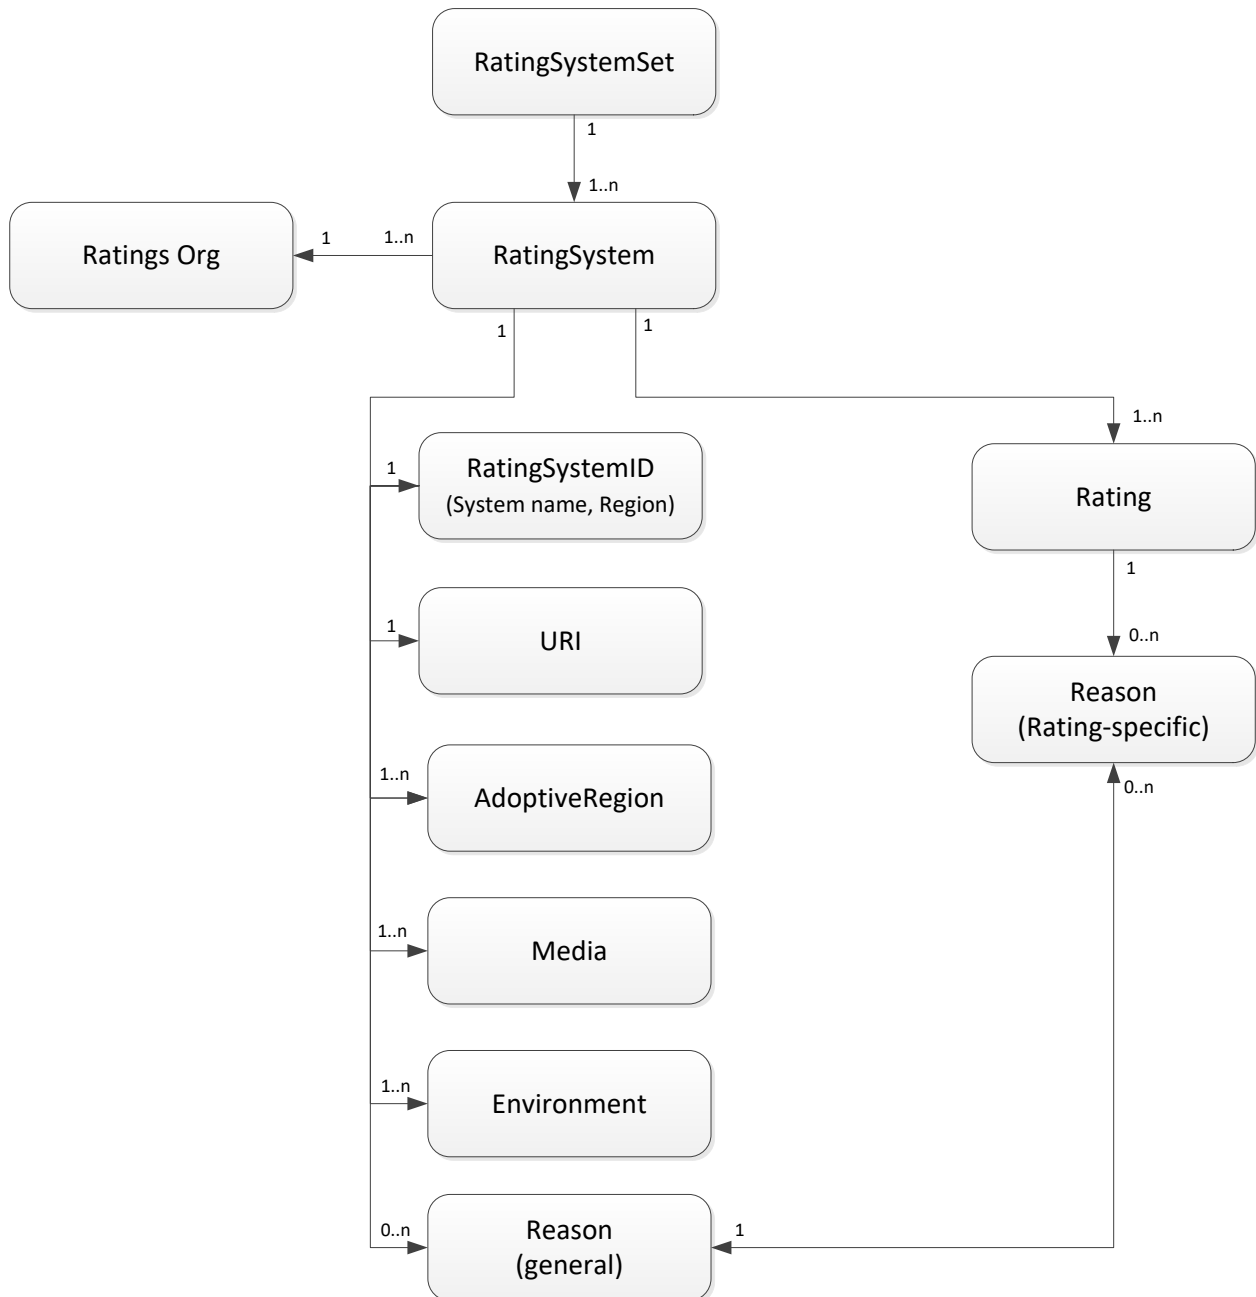 RatingSystemSet
1
1..n
Ratings Org
1
1..n
RatingSystem
1
1
1..n
1
RatingSystemID
(System name, Region)
Rating
1
1
URI
0..n
Reason
(Rating-specific)
1..n
AdoptiveRegion
0..n
1..n
Media
1..n
Environment
0..n
Reason
(general)
1